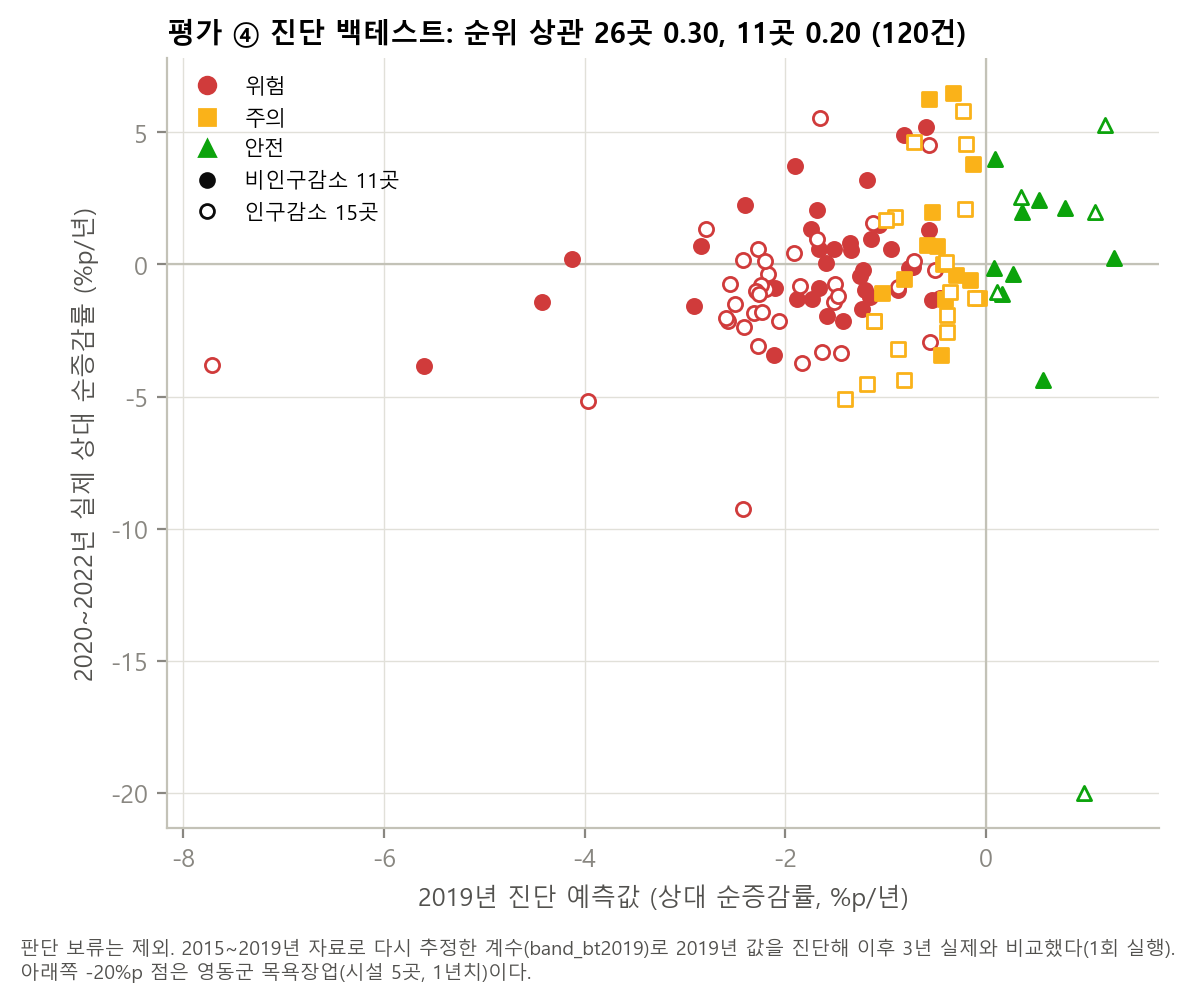 평가 ④ 진단 백테스트: 순위 상관 26곳 0.30, 11곳 0.20 (120건)
위험
주의
안전
비인구감소 11곳
인구감소 15곳
2020~2022년 실제 상대 순증감률 (%p/년)
5
0
-5
-10
-15
-20
-8
-6
-4
-2
0
2019년 진단 예측값 (상대 순증감률, %p/년)
판단 보류는 제외. 2015~2019년 자료로 다시 추정한 계수(band_bt2019)로 2019년 값을 진단해 이후 3년 실제와 비교했다(1회 실행).
아래쪽 -20%p 점은 영동군 목욕장업(시설 5곳, 1년치)이다.